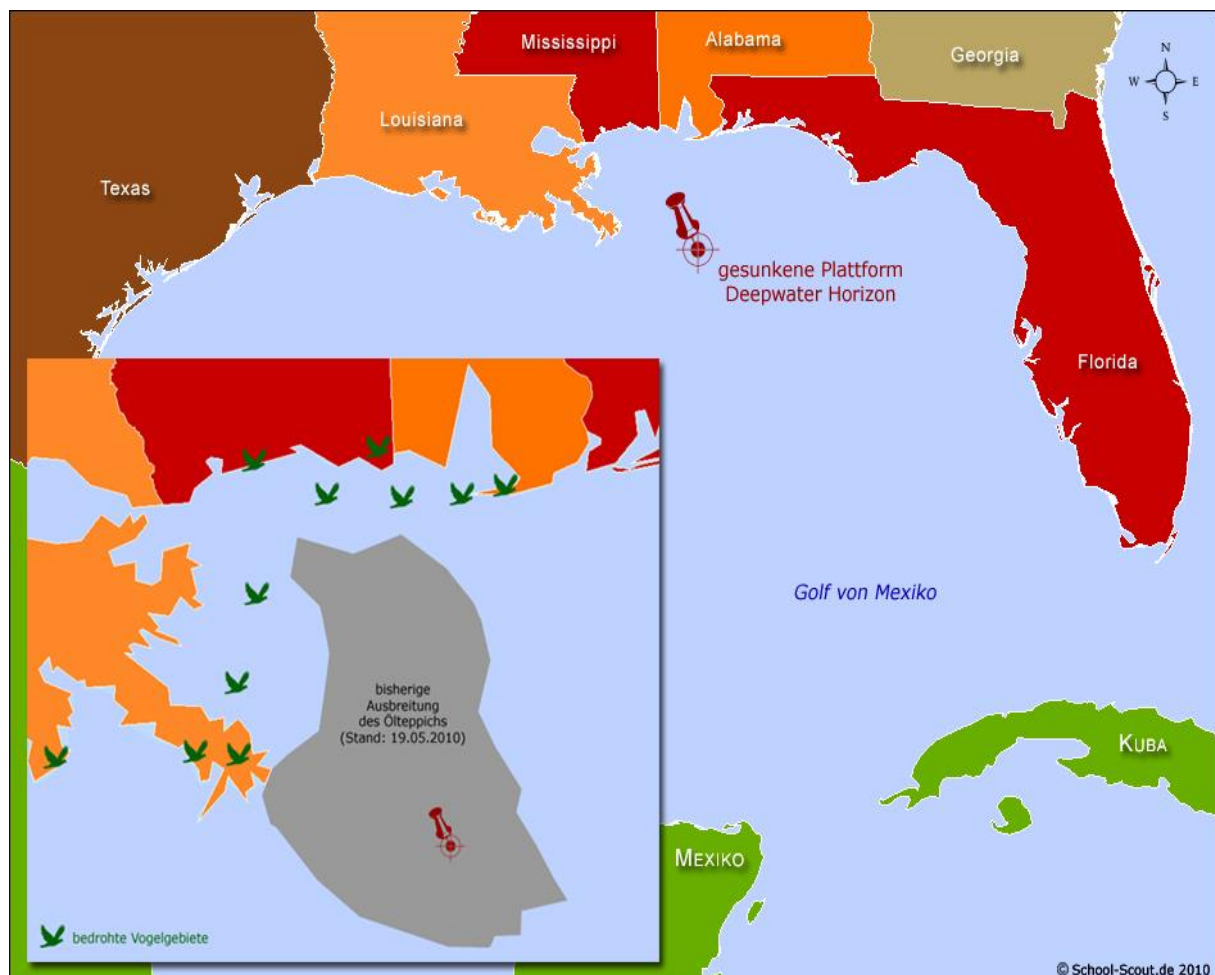 Mississippi
Alabama
Georgia
N
W E
S
Louisiana
Texas
gesunkene Plattform
Deepwater Horizon
Florida
Golf von Mexiko
bisherige
Ausbreitung
des Ölteppichs
(Stand: 19.05.2010)
KUBA
MEXIKO
bedrohte Vogelgebiete
© School-Scout.de 2010